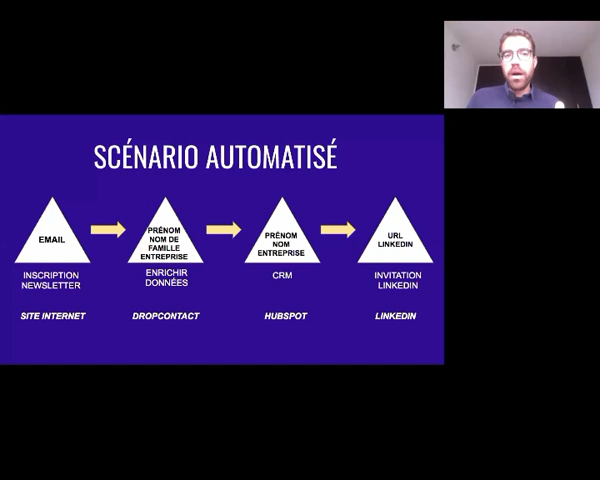 SCÉNARIO AUTOMATISÉ
EMAIL
PRÉNOM
NOM DE
FAMILLE
ENTREPRISE
PRÉNOM
NOM
ENTREPRISE
URL
LINKEDIN
INSCRIPTION
NEWSLETTER
ENRICHIR
DONNÉES
CRM
INVITATION
LINKEDIN
SITE INTERNET
DROPCONTACT
HUBSPOT
LINKEDIN